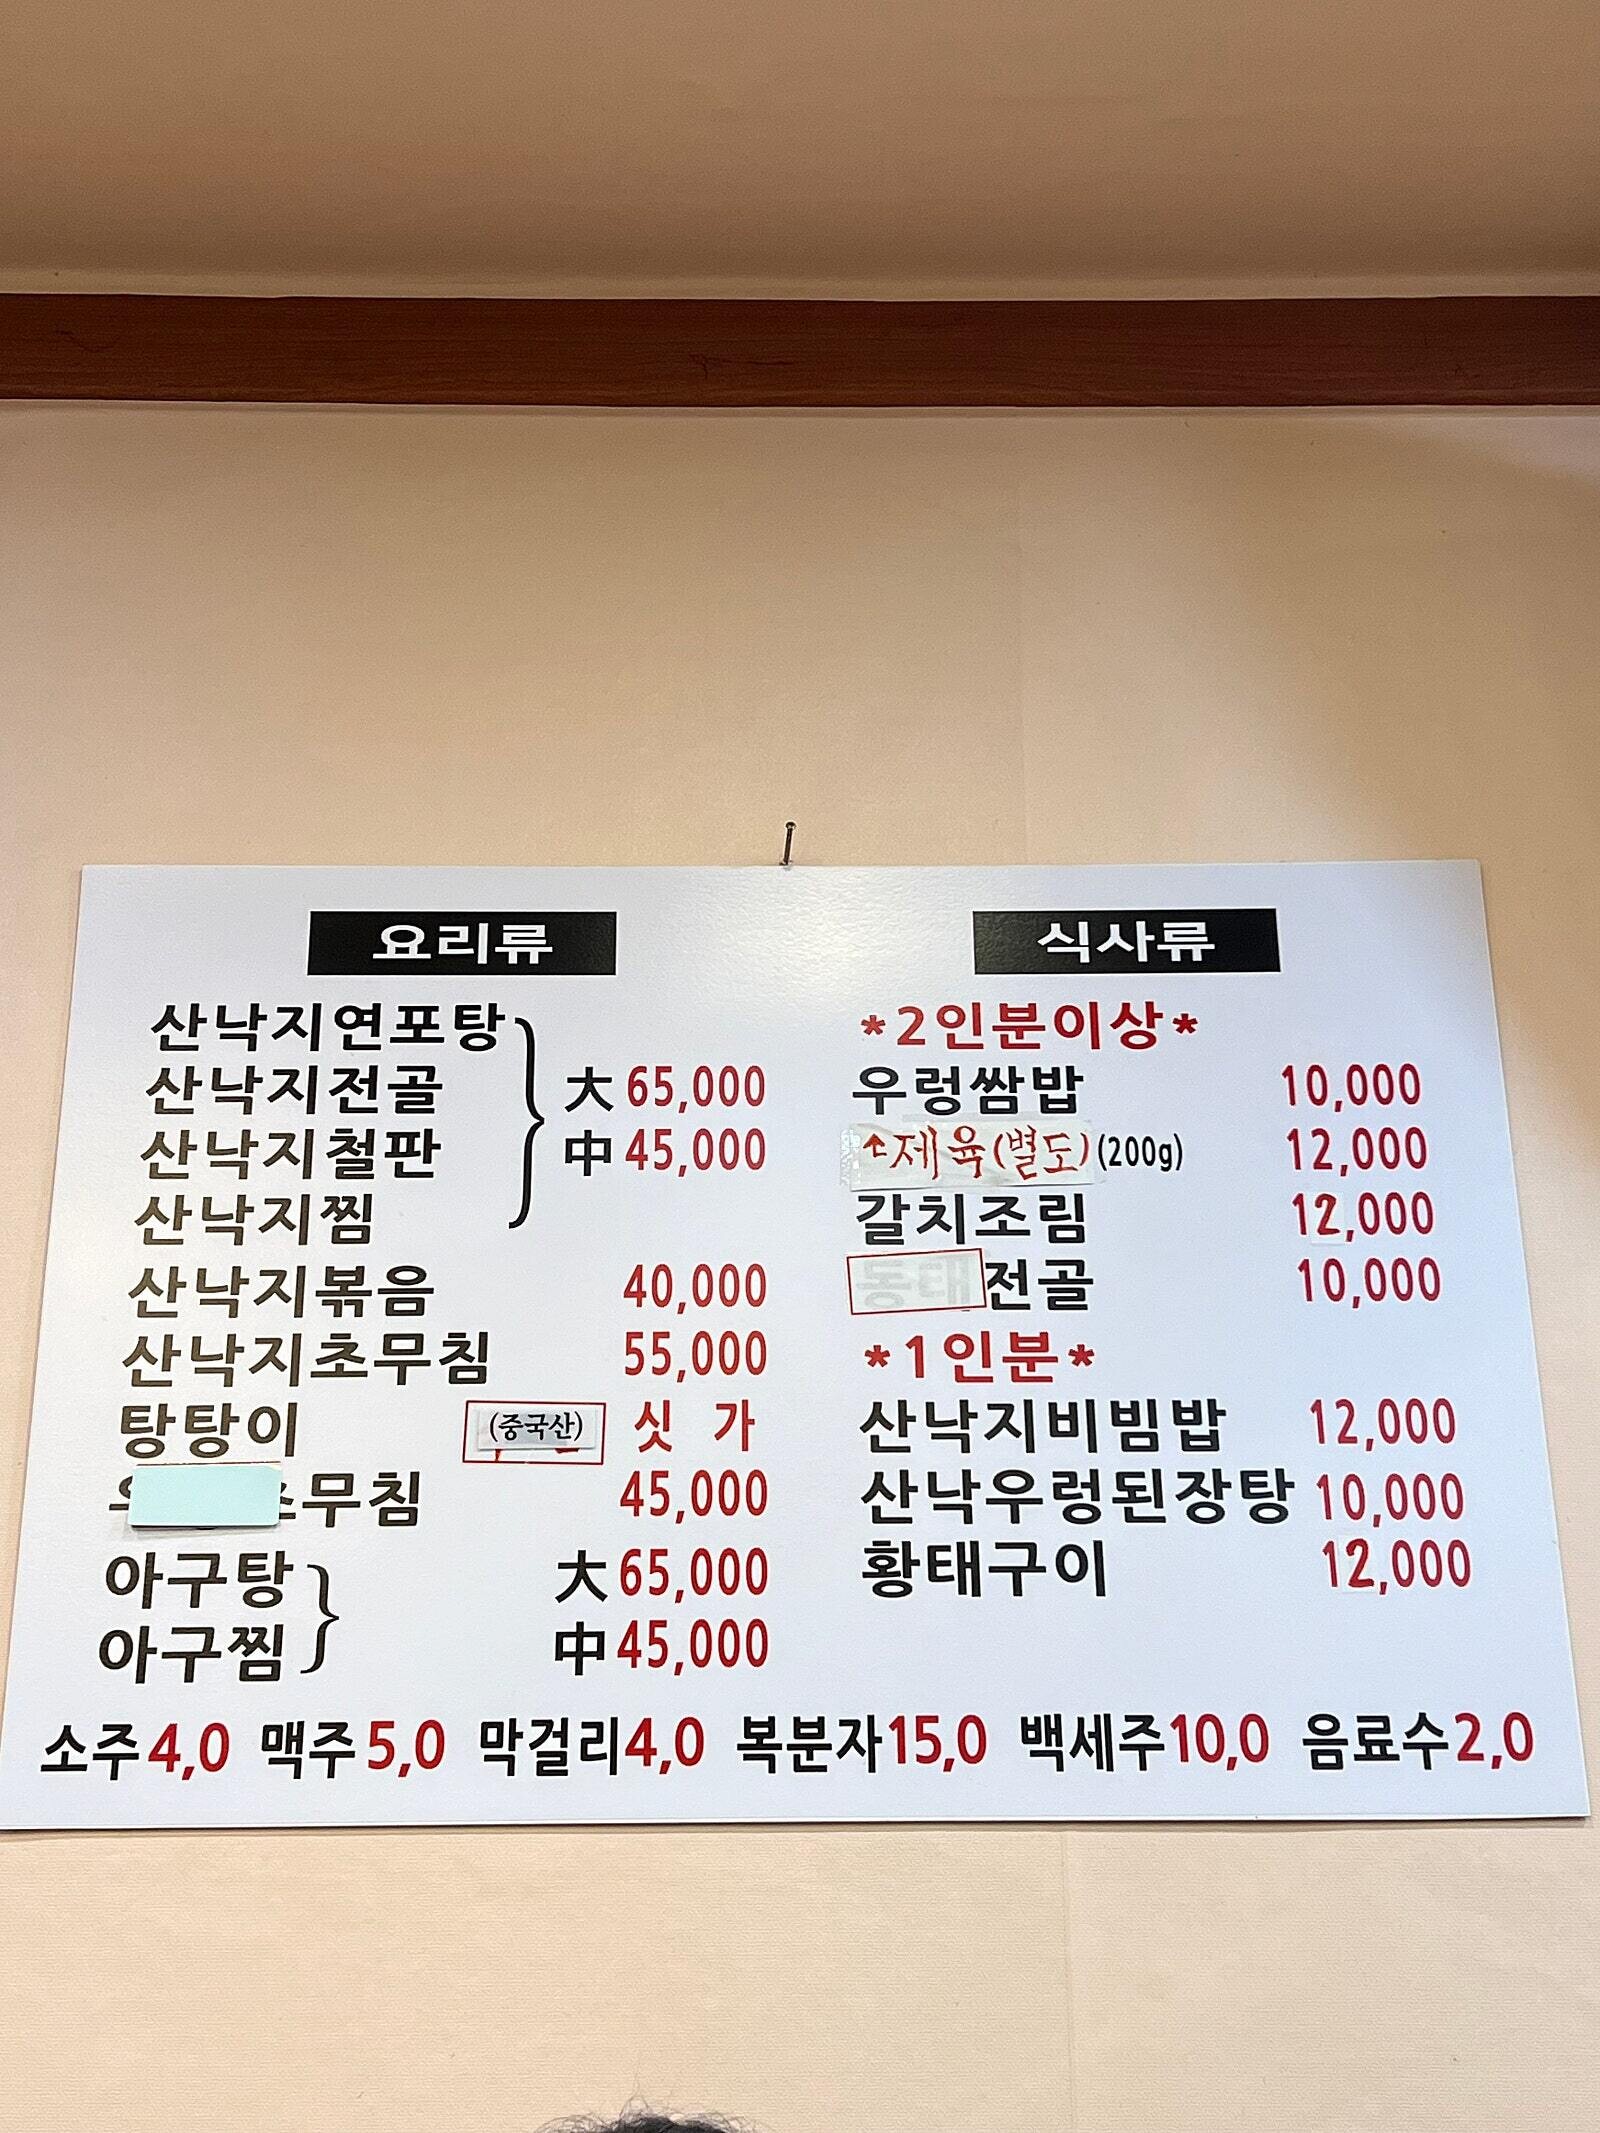 요리류
산낙지연포탕
산낙지전골 大 65,000
산낙지철판 中 45,000
산낙지찜
산낙지볶음 40,000
산낙지초무침 55,000
탕탕이 (중국산) 싯가
무침 45,000
아구탕 大 65,000
아구찜 中 45,000
식사류
*2인분이상*
우렁쌈밥 10,000
↑제육(별도)(200g) 12,000
갈치조림 12,000
동태전골 10,000
*1인분*
산낙지비빔밥 12,000
산낙우렁된장탕 10,000
황태구이 12,000
소주4,0 맥주5,0 막걸리4,0 복분자15,0 백세주10,0 음료수2,0